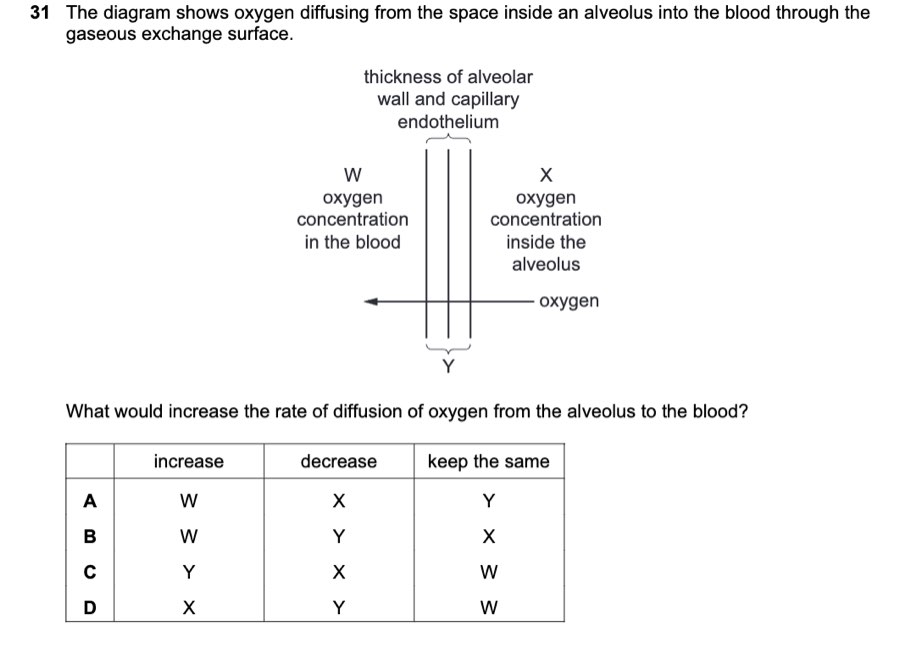 31 The diagram shows oxygen diffusing from the space inside an alveolus into the blood through the
gaseous exchange surface.
thickness of alveolar
wall and capillary
endothelium
W
oxygen
concentration
in the blood
X
oxygen
concentration
inside the
alveolus
oxygen
Y
What would increase the rate of diffusion of oxygen from the alveolus to the blood?
increase decrease keep the same
A W X Y
B W Y X
C Y X W
D X Y W